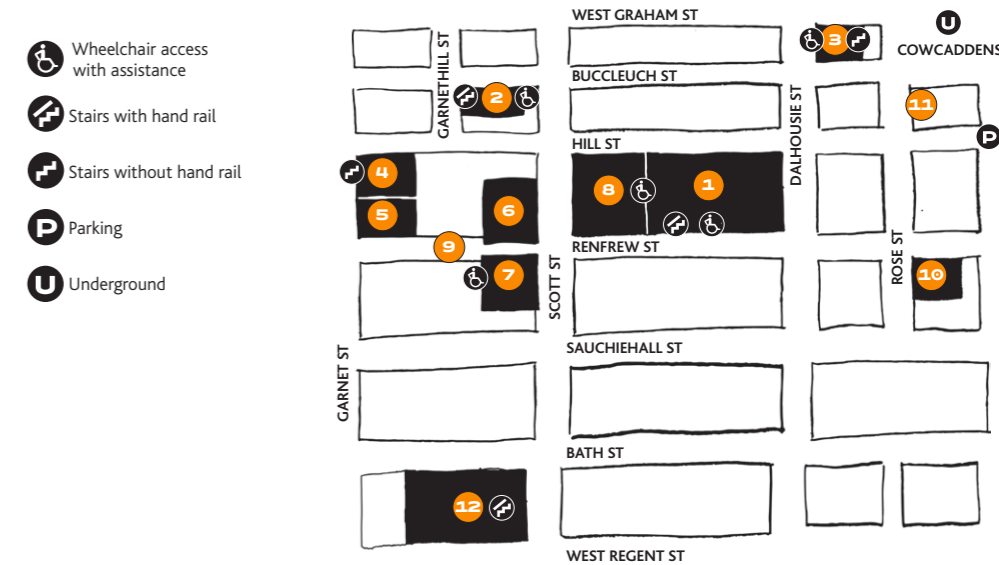 Wheelchair access
with assistance
Stairs with hand rail
Stairs without hand rail
P
Parking
U
Underground
WEST GRAHAM ST
U
COWCADDENS
3
GARNETHILL ST
BUCCLEUCH ST
2
DALHOUSIE ST
11
P
HILL ST
4
8
1
5
6
9
RENFREW ST
ROSE ST
7
SCOTT ST
10
SAUCHIEHALL ST
GARNET ST
BATH ST
12
WEST REGENT ST